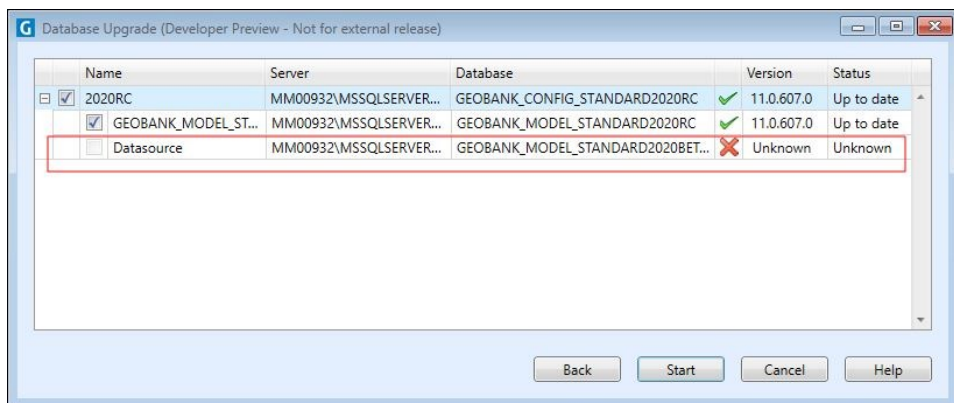 G Database Upgrade (Developer Preview - Not for external release)
Name Server Database Version Status
2020RC MM00932\MSSQLSERVER... GEOBANK_CONFIG_STANDARD2020RC 11.0.607.0 Up to date
GEOBANK_MODEL_ST... MM00932\MSSQLSERVER... GEOBANK_MODEL_STANDARD2020RC 11.0.607.0 Up to date
Datasource MM00932\MSSQLSERVER... GEOBANK_MODEL_STANDARD2020BET... Unknown Unknown
Back Start Cancel Help